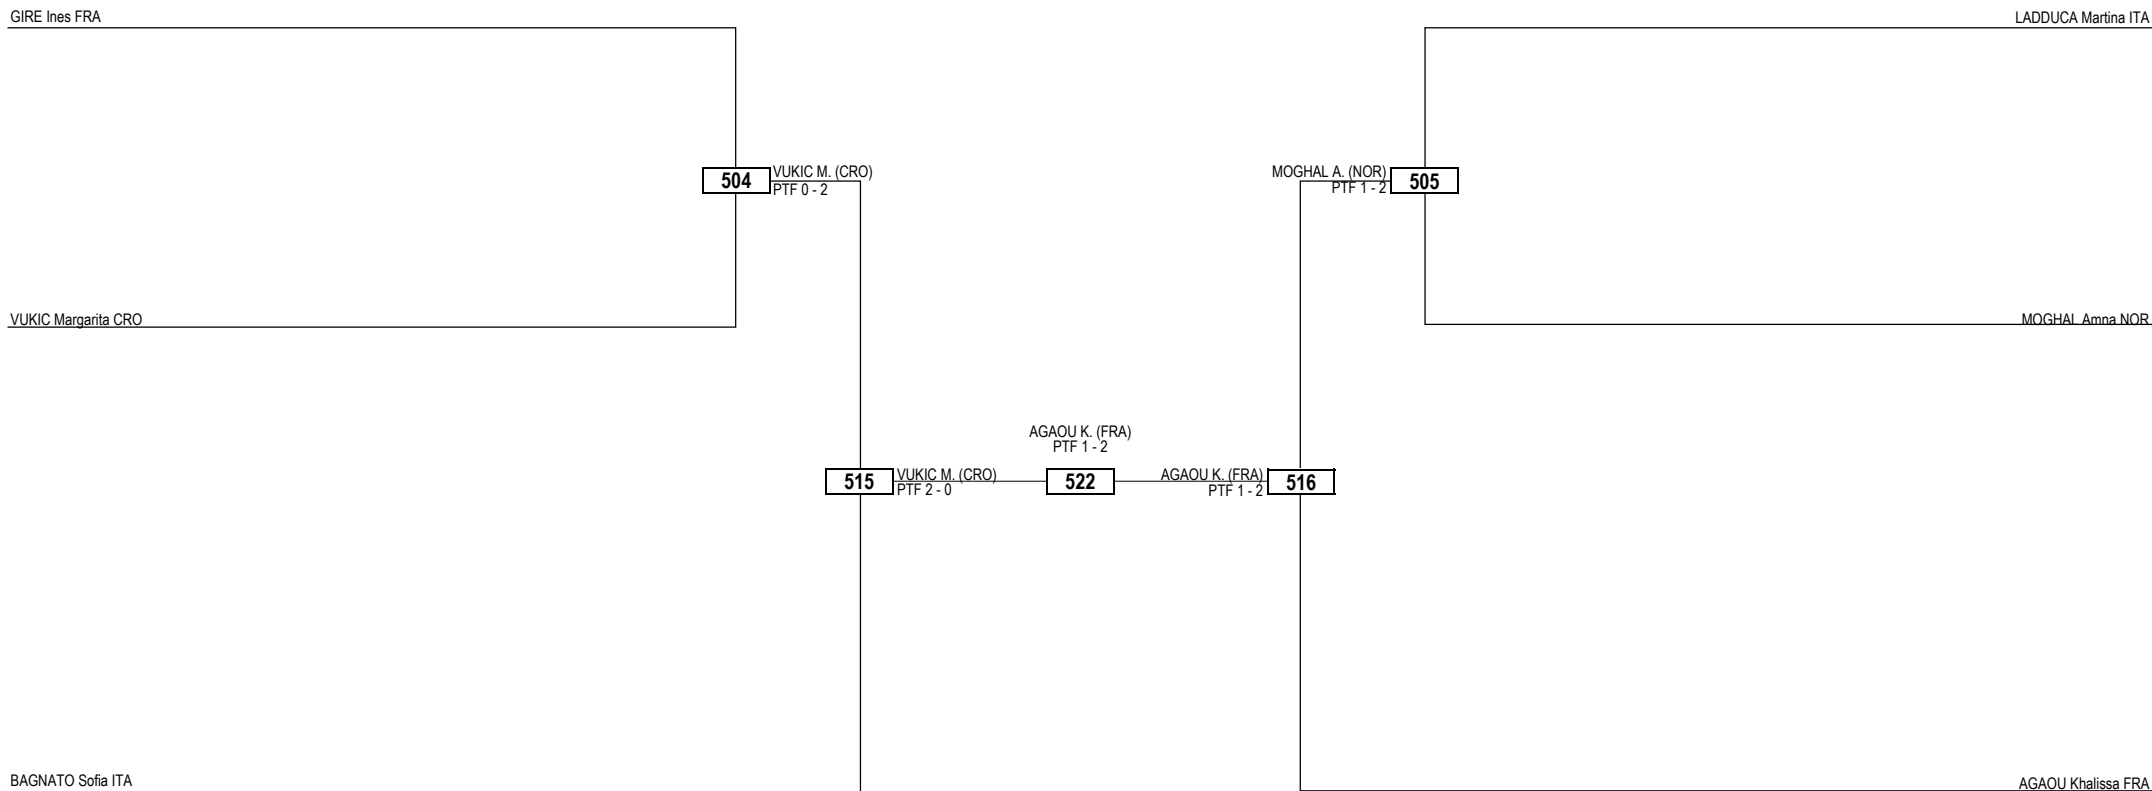 GIRE Ines FRA
LADDUCA Martina ITA
504
VUKIC M. (CRO)
PTF 0 - 2
MOGHAL A. (NOR)
PTF 1 - 2
505
VUKIC Margarita CRO
MOGHAL Amna NOR
AGAOU K. (FRA)
PTF 1 - 2
515
VUKIC M. (CRO)
PTF 2 - 0
522
AGAOU K. (FRA)
PTF 1 - 2
516
BAGNATO Sofia ITA
AGAOU Khalissa FRA